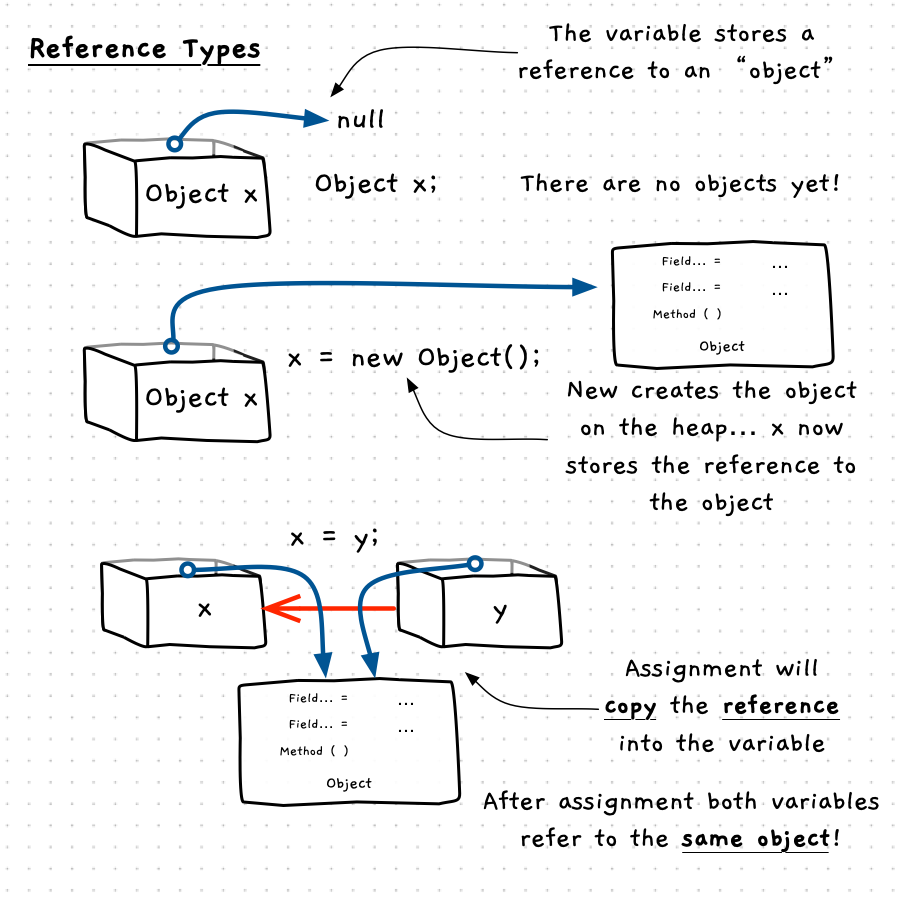 Reference Types
The variable stores a
reference to an “object”
null
Object x
Object x;
There are no objects yet!
Field... = ...
Field... = ...
Method ( )
Object
Object x
x = new Object();
New creates the object
on the heap... x now
stores the reference to
the object
x = y;
x
y
Field... = ...
Field... = ...
Method ( )
Object
Assignment will
copy the reference
into the variable
After assignment both variables
refer to the same object!